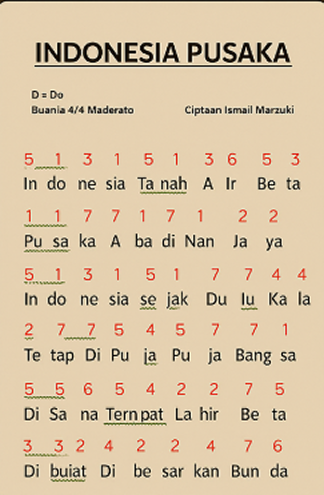 INDONESIA PUSAKA
D = Do
Buania 4/4 Maderato
Ciptaan Ismail Marzuki
5 1 3 1 5 1 3 6 5 3
In do ne sia Ta nah A Ir Be ta
1 1 7 7 1 7 1 2 2
Pu sa ka A ba di Nan Ja ya
5 1 3 1 5 1 7 7 4 4
In do ne sia se jak Du lu Ka la
2 7 7 5 4 5 7 7 1
Te tap Di Pu ja Pu ja Bang sa
5 5 6 5 4 2 2 7 5
Di Sa na Tern pat La hir Be ta
3 3 2 4 2 2 4 7 6
Di buiat Di be sar kan Bun da